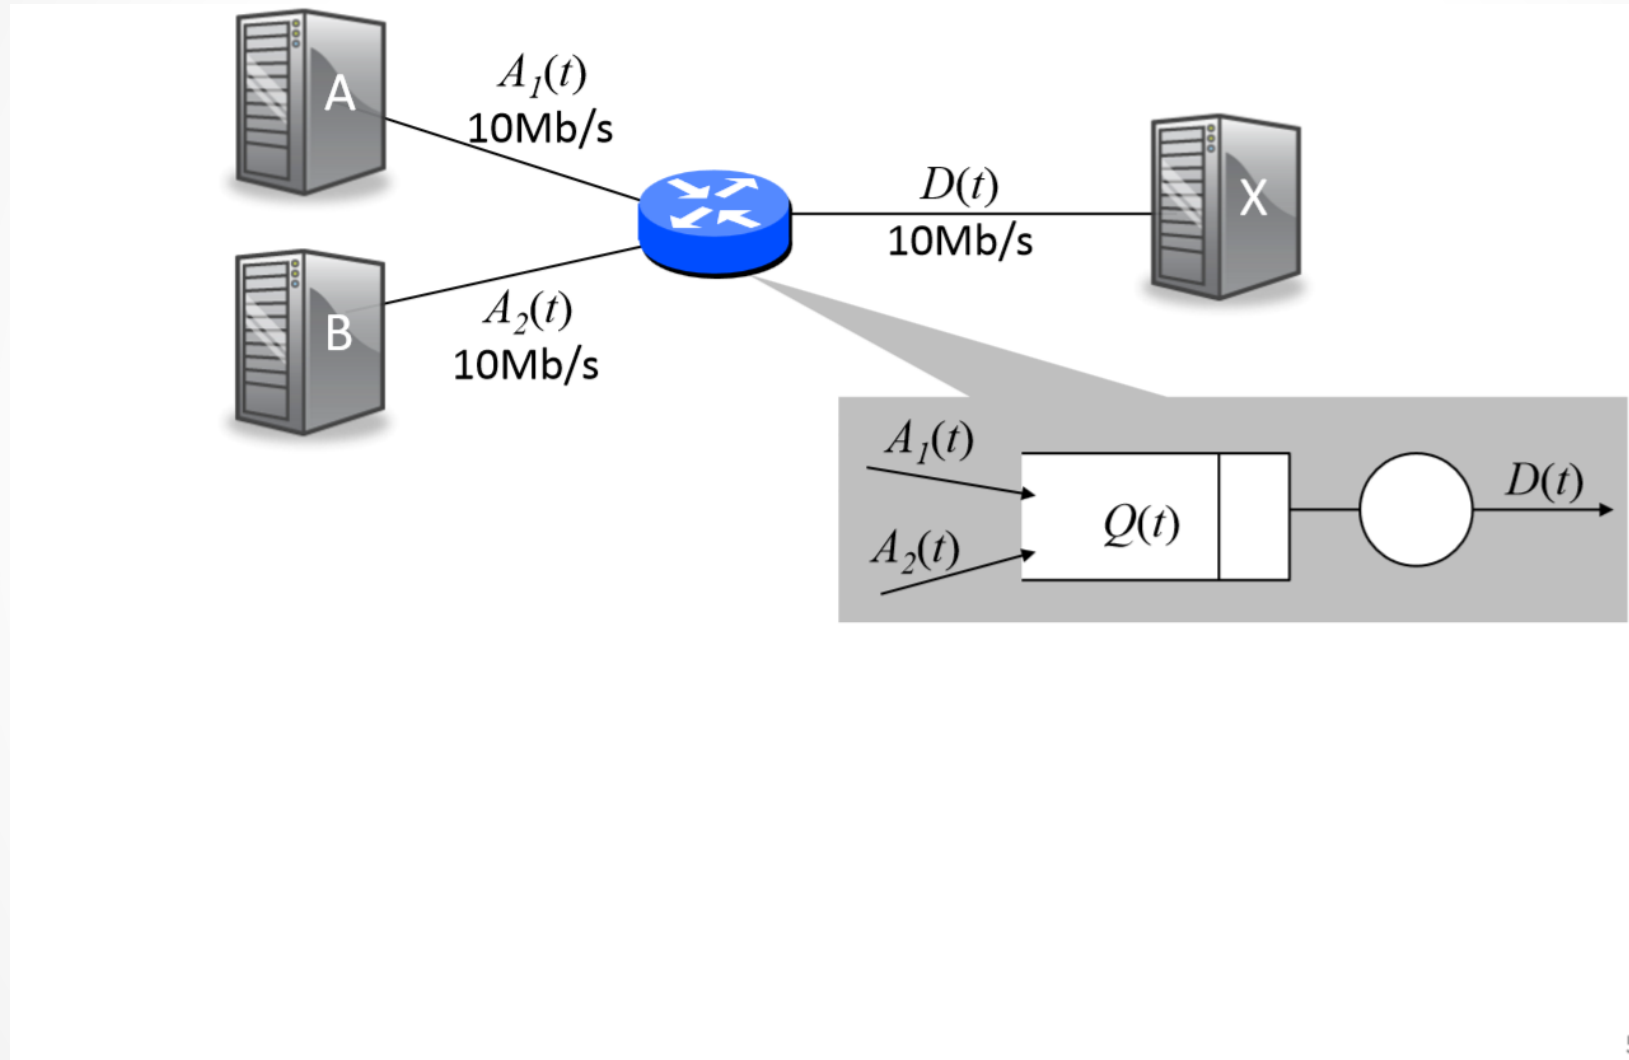 A
A₁(t)
10Mb/s
B
A₂(t)
10Mb/s
D(t)
10Mb/s
X
A₁(t)
A₂(t)
Q(t)
D(t)